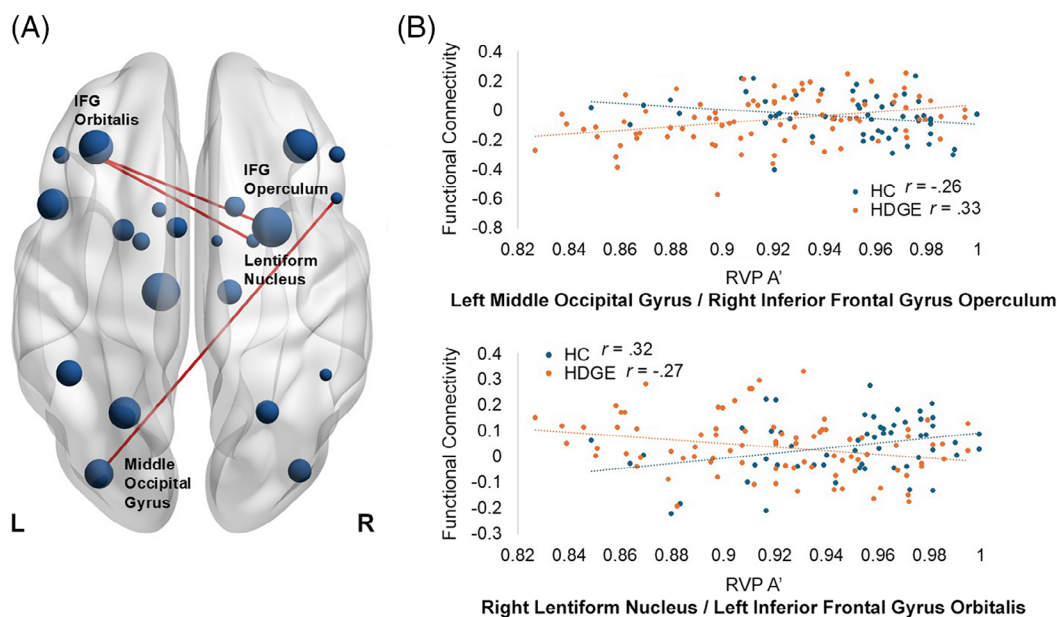 (A)
IFG
Orbitalis
IFG
Operculum
Lentiform
Nucleus
Middle
Occipital
Gyrus
L
R
(B)
Functional Connectivity
0.4
0.2
0
-0.2
-0.4
-0.6
-0.8
HC r = -.26
HDGE r = .33
0.82 0.84 0.86 0.88 0.9 0.92 0.94 0.96 0.98 1
RVP A'
Left Middle Occipital Gyrus / Right Inferior Frontal Gyrus Operculum
Functional Connectivity
0.4
0.3
0.2
0.1
0
-0.1
-0.2
-0.3
HC r = .32
HDGE r = -.27
0.82 0.84 0.86 0.88 0.9 0.92 0.94 0.96 0.98 1
RVP A'
Right Lentiform Nucleus / Left Inferior Frontal Gyrus Orbitalis